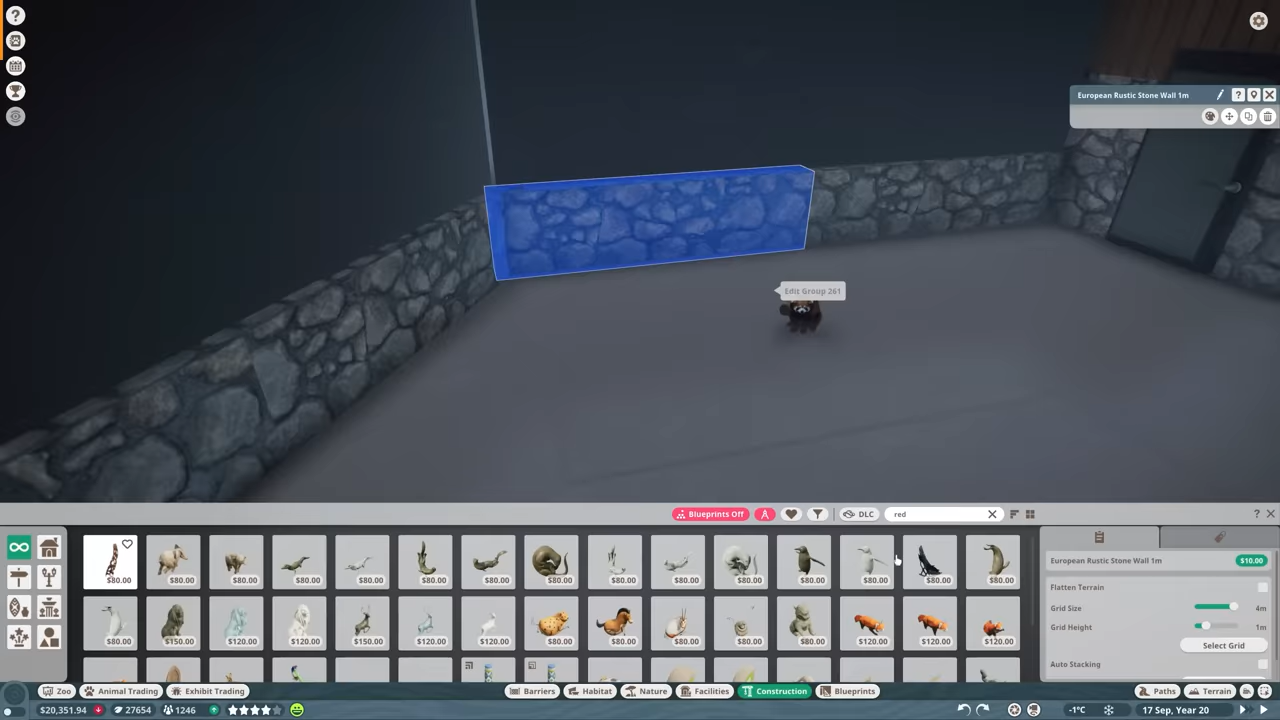 European Rustic Stone Wall 1m
?
Edit Group 261
Blueprints Off
DLC
red
?
$80.00 $80.00 $80.00 $80.00 $80.00 $80.00 $80.00 $80.00 $80.00 $80.00 $80.00 $80.00 $80.00 $80.00 $80.00
$80.00 $150.00 $120.00 $120.00 $150.00 $120.00 $120.00 $80.00 $80.00 $80.00 $80.00 $80.00 $120.00 $120.00 $120.00
European Rustic Stone Wall 1m $10.00
Flatten Terrain
Grid Size 4m
Grid Height 1m
Select Grid
Auto Stacking
Zoo Animal Trading Exhibit Trading Barriers Habitat Nature Facilities Construction Blueprints Paths Terrain
$20,351.94 27654 1246 -1°C 17 Sep, Year 20